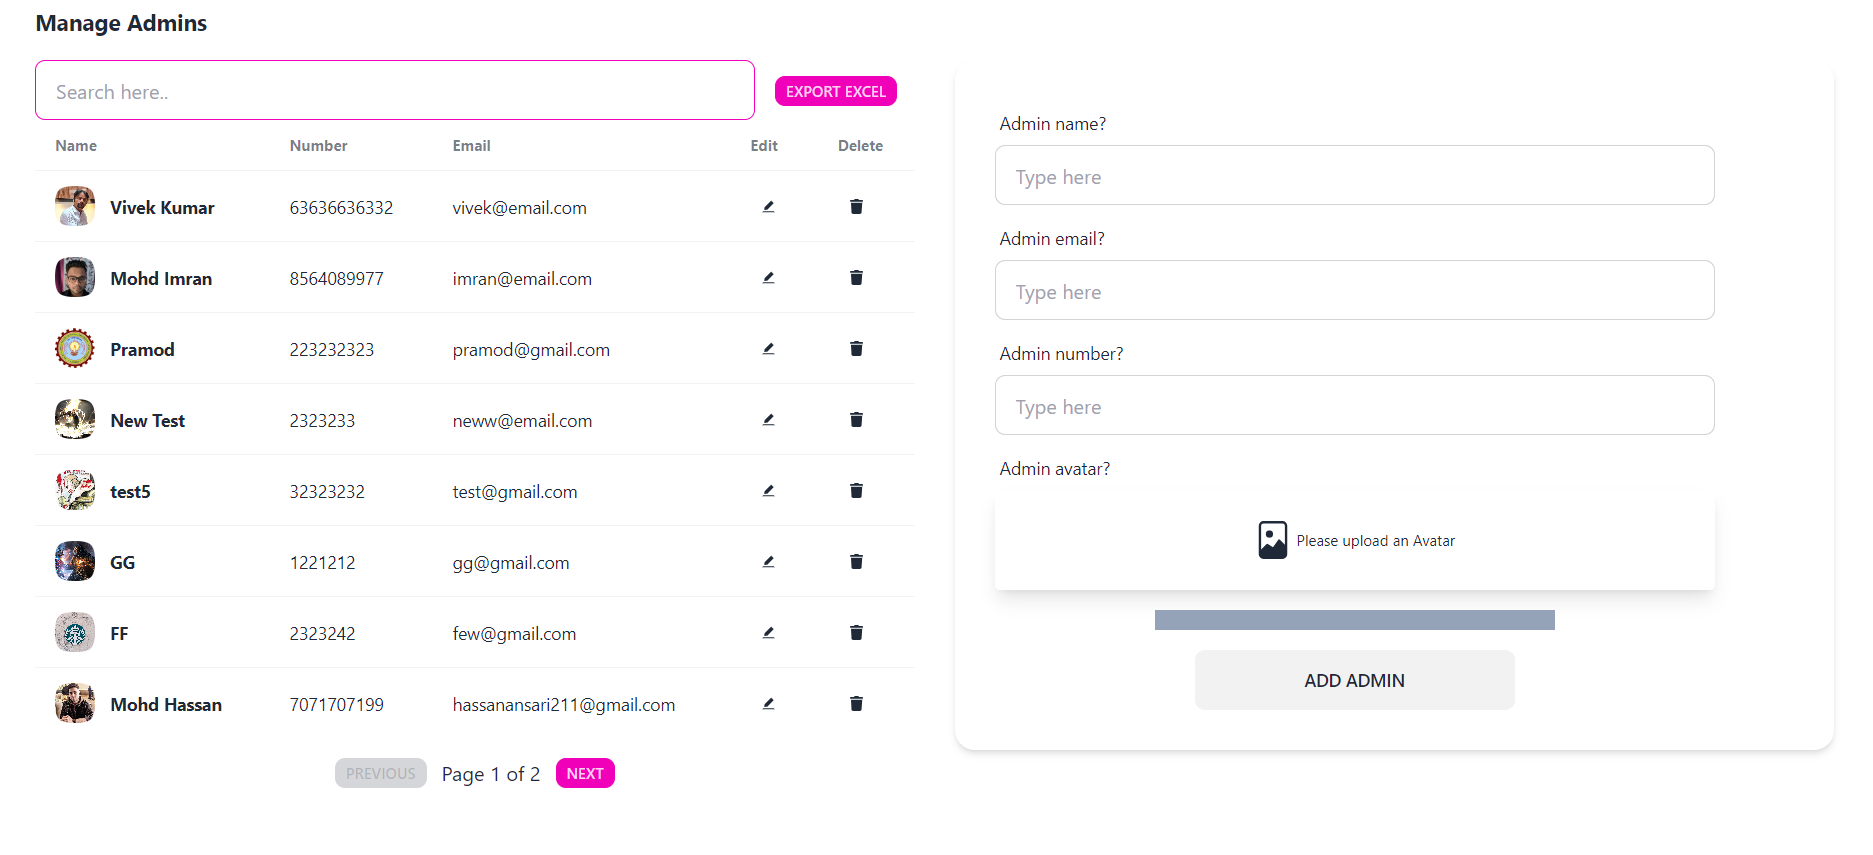 Manage Admins
Search here..
EXPORT EXCEL
Name Number Email Edit Delete
Vivek Kumar 63636636332 vivek@email.com
Mohd Imran 8564089977 imran@email.com
Pramod 223232323 pramod@gmail.com
New Test 2323233 neww@email.com
test5 32323232 test@gmail.com
GG 1221212 gg@gmail.com
FF 2323242 few@gmail.com
Mohd Hassan 7071707199 hassanansari211@gmail.com
PREVIOUS Page 1 of 2 NEXT
Admin name?
Type here
Admin email?
Type here
Admin number?
Type here
Admin avatar?
Please upload an Avatar
ADD ADMIN